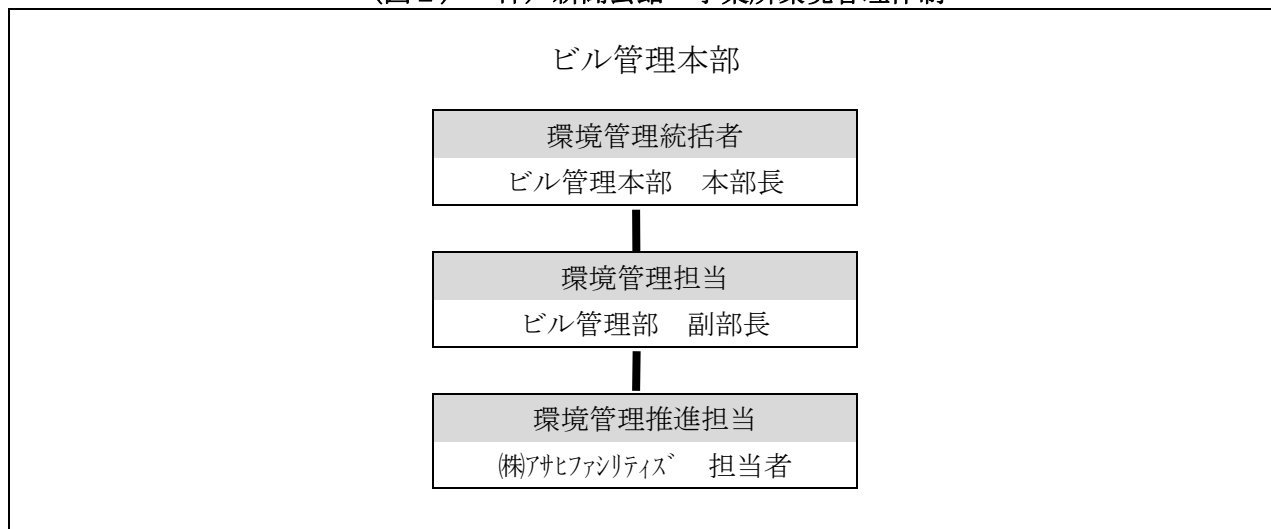 ビル管理本部
環境管理統括者
ビル管理本部　本部長
環境管理担当
ビル管理部　副部長
環境管理推進担当
㈱ｱｻﾋﾌｧｼﾘﾃｨｽﾞ　担当者